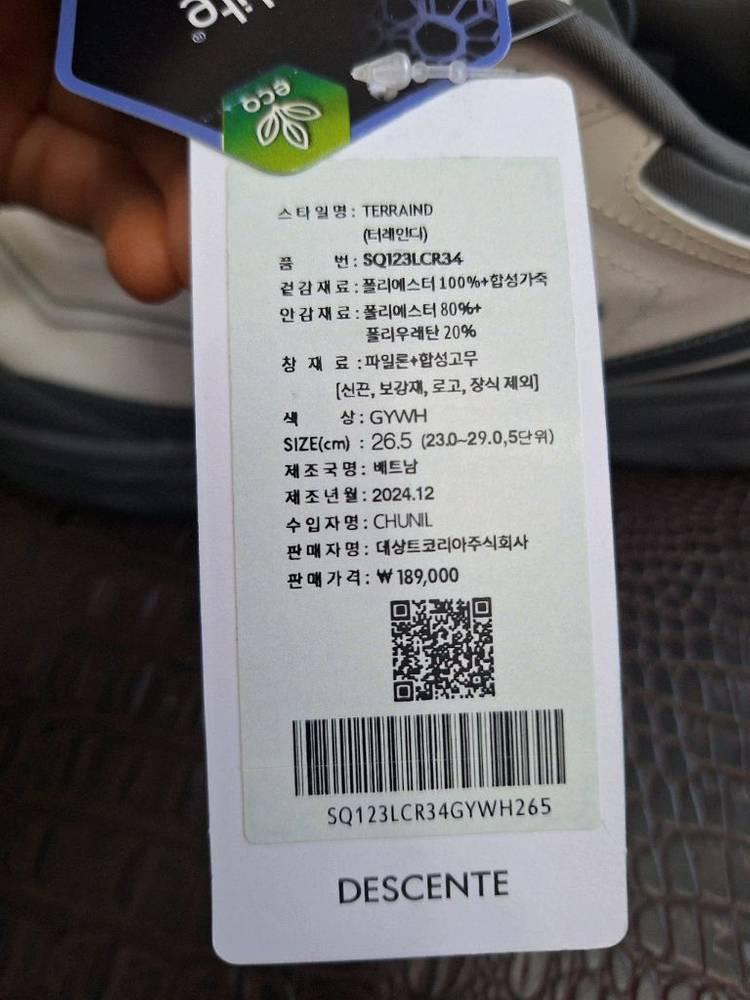 lite®
eco
스타일명 : TERRAIND
(터레인디)
품 번 : SQ123LCR34
겉감재료 : 폴리에스터 100%+합성가죽
안감재료 : 폴리에스터 80%+
폴리우레탄 20%
창 재 료 : 파일론+합성고무
[신끈, 보강재, 로고, 장식 제외]
색 상 : GYWH
SIZE(cm) : 26.5 (23.0~29.0,5단위)
제조국명 : 베트남
제조년월 : 2024.12
수입자명 : CHUNIL
판매자명 : 데상트코리아주식회사
판매가격 : ₩ 189,000
SQ123LCR34GYWH265
DESCENTE